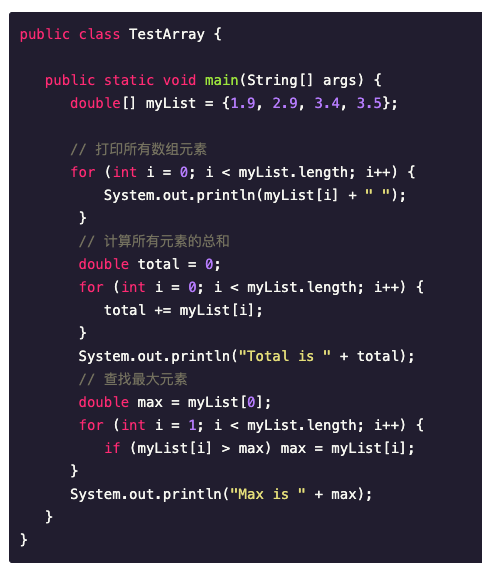 public class TestArray {
public static void main(String[] args) {
double[] myList = {1.9, 2.9, 3.4, 3.5};
// 打印所有数组元素
for (int i = 0; i < myList.length; i++) {
System.out.println(myList[i] + " ");
}
// 计算所有元素的总和
double total = 0;
for (int i = 0; i < myList.length; i++) {
total += myList[i];
}
System.out.println("Total is " + total);
// 查找最大元素
double max = myList[0];
for (int i = 1; i < myList.length; i++) {
if (myList[i] > max) max = myList[i];
}
System.out.println("Max is " + max);
}
}